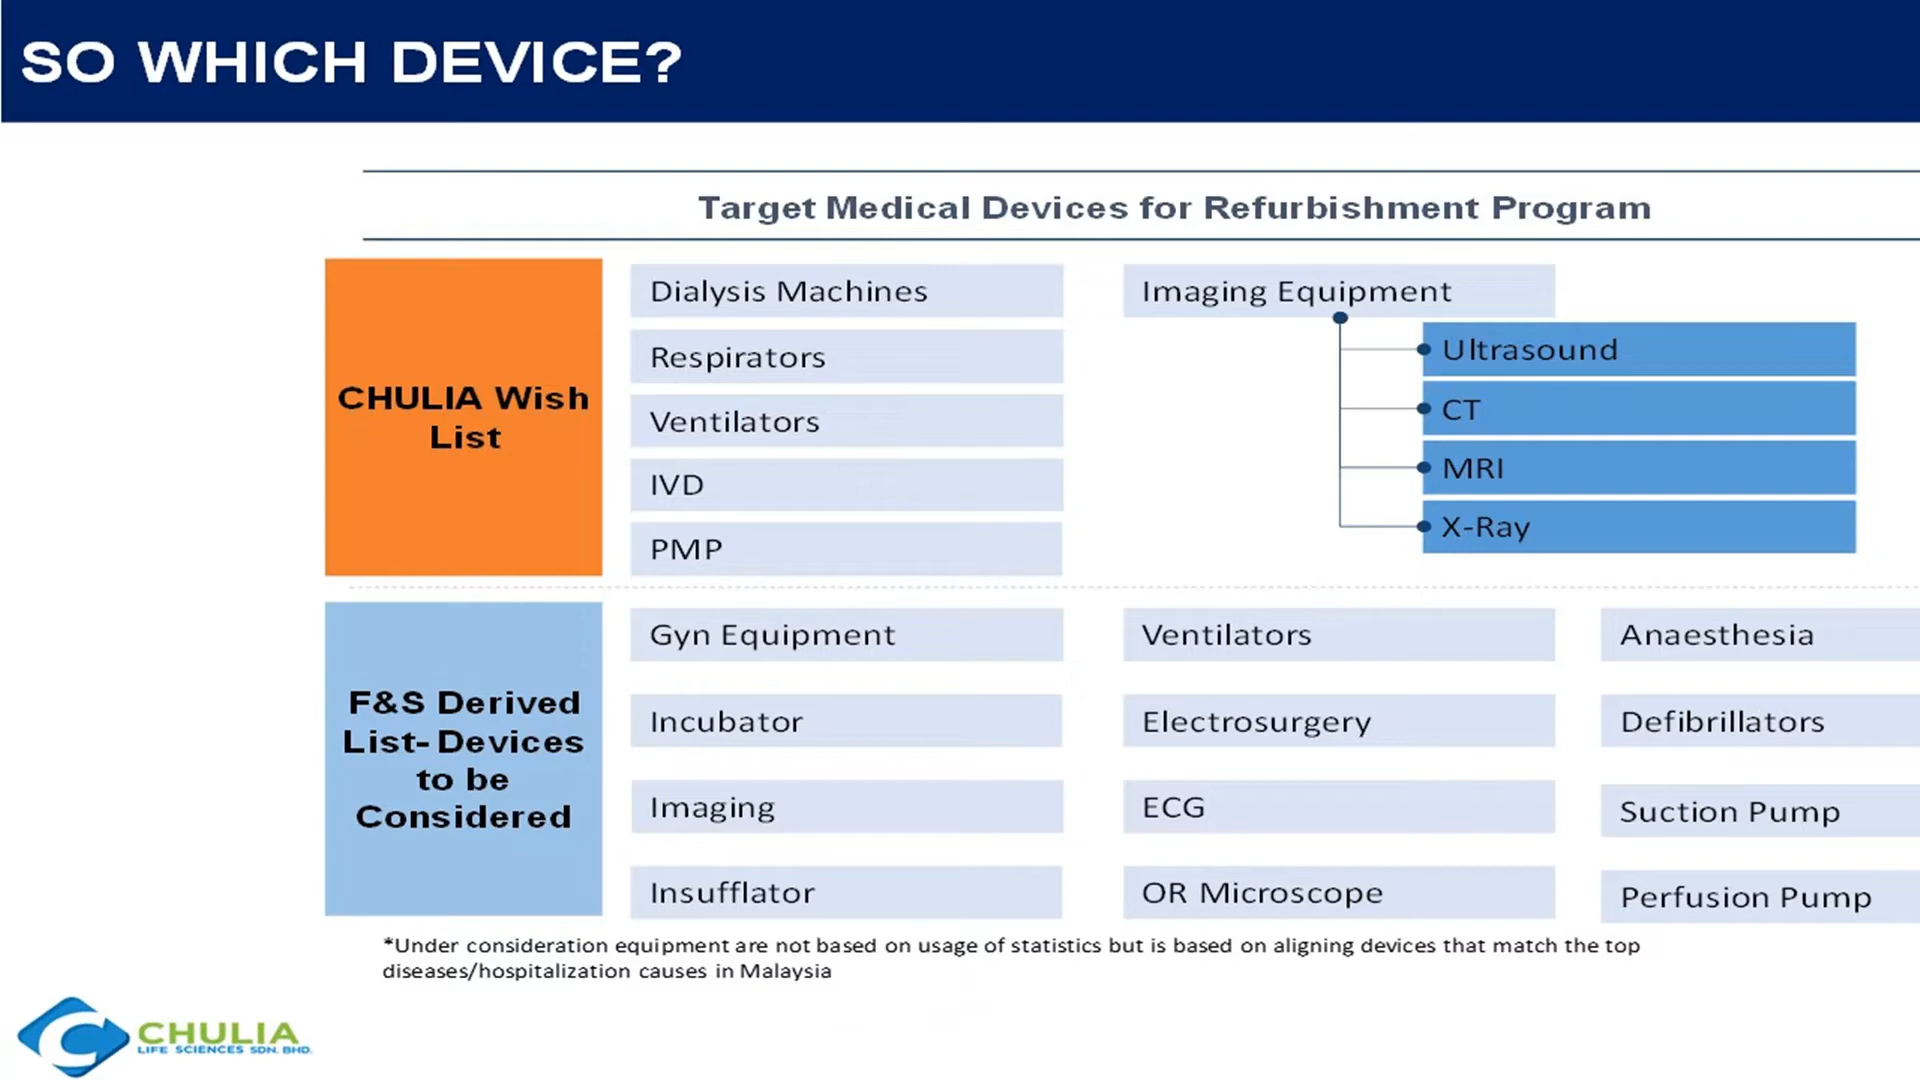 SO WHICH DEVICE?
Target Medical Devices for Refurbishment Program
CHULIA Wish
List
Dialysis Machines
Respirators
Ventilators
IVD
PMP
Imaging Equipment
Ultrasound
CT
MRI
X-Ray
F&S Derived
List- Devices
to be
Considered
Gyn Equipment
Incubator
Imaging
Insufflator
Ventilators
Electrosurgery
ECG
OR Microscope
Anaesthesia
Defibrillators
Suction Pump
Perfusion Pump
*Under consideration equipment are not based on usage of statistics but is based on aligning devices that match the top
diseases/hospitalization causes in Malaysia
CHULIA
LIFE SCIENCES SDN. BHD.